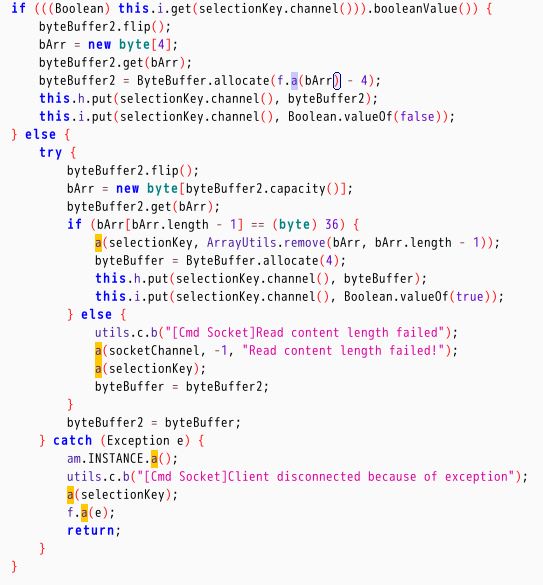 if (((Boolean) this.i.get(selectionKey.channel())).booleanValue()) {
    byteBuffer2.flip();
    bArr = new byte[4];
    byteBuffer2.get(bArr);
    byteBuffer2 = ByteBuffer.allocate(f.a(bArr) - 4);
    this.h.put(selectionKey.channel(), byteBuffer2);
    this.i.put(selectionKey.channel(), Boolean.valueOf(false));
} else {
    try {
        byteBuffer2.flip();
        bArr = new byte[byteBuffer2.capacity()];
        byteBuffer2.get(bArr);
        if (bArr[bArr.length - 1] == (byte) 36) {
            a(selectionKey, ArrayUtils.remove(bArr, bArr.length - 1));
            byteBuffer = ByteBuffer.allocate(4);
            this.h.put(selectionKey.channel(), byteBuffer);
            this.i.put(selectionKey.channel(), Boolean.valueOf(true));
        } else {
            utils.c.b("[Cmd Socket]Read content length failed");
            a(socketChannel, -1, "Read content length failed!");
            a(selectionKey);
            byteBuffer = byteBuffer2;
        }
        byteBuffer2 = byteBuffer;
    } catch (Exception e) {
        am.INSTANCE.a();
        utils.c.b("[Cmd Socket]Client disconnected because of exception");
        a(selectionKey);
        f.a(e);
        return;
    }
}